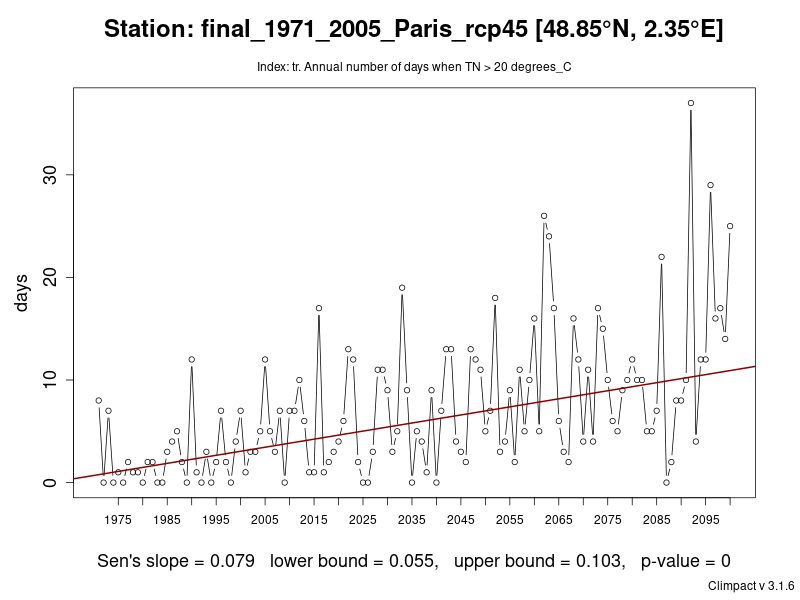 Station: final_1971_2005_Paris_rcp45 [48.85°N, 2.35°E]
Index: tr. Annual number of days when TN > 20 degrees_C
30
20
10
0
days
1975 1985 1995 2005 2015 2025 2035 2045 2055 2065 2075 2085 2095
Sen's slope = 0.079 lower bound = 0.055, upper bound = 0.103, p-value = 0
Climpact v 3.1.6